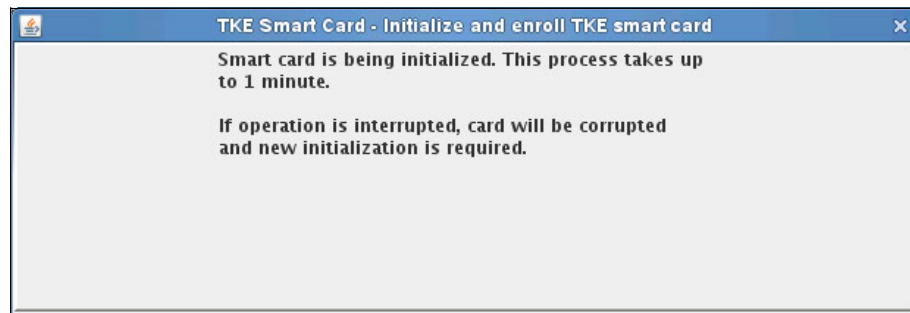 TKE Smart Card - Initialize and enroll TKE smart card
Smart card is being initialized. This process takes up
to 1 minute.
If operation is interrupted, card will be corrupted
and new initialization is required.